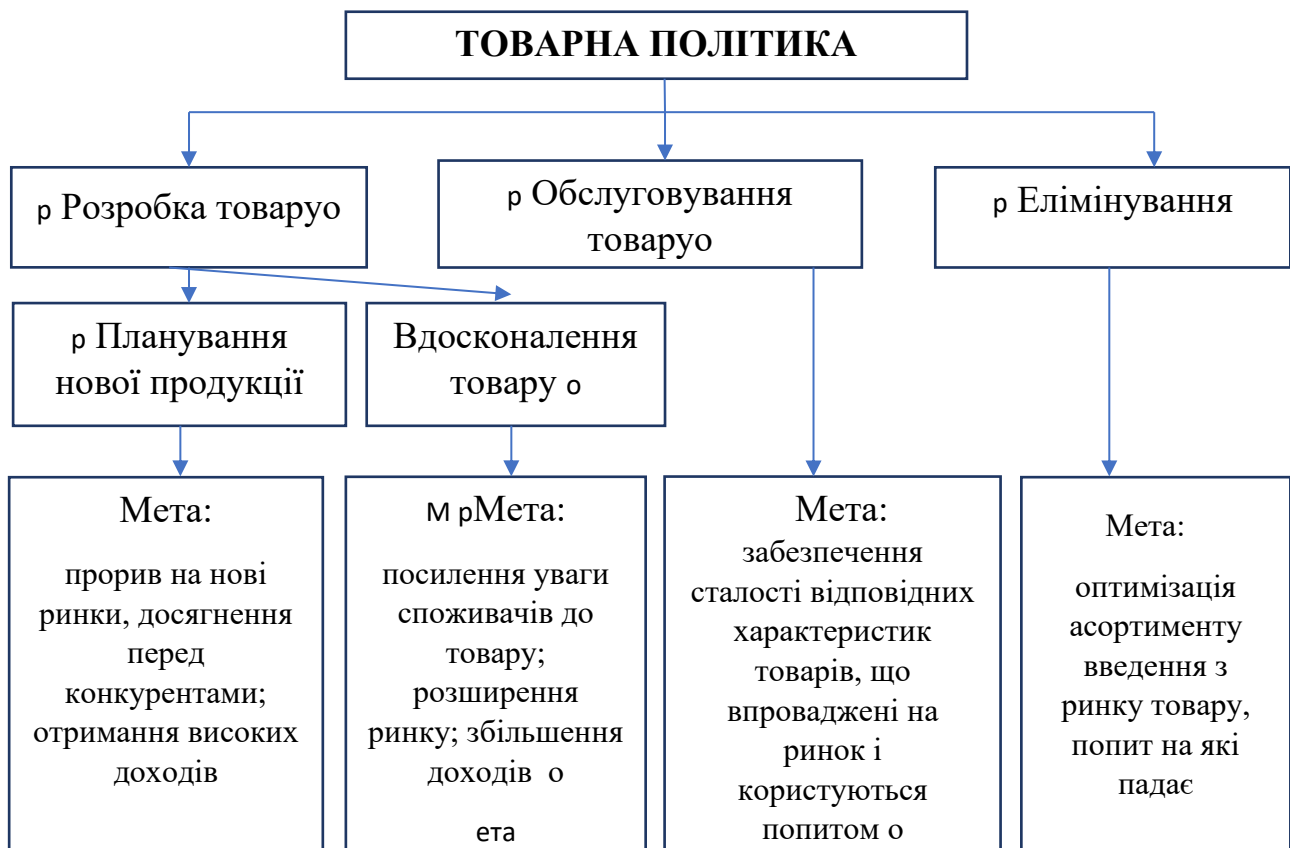 ТОВАРНА ПОЛІТИКА
р Розробка товаруо
р Обслуговування
товаруо
р Елімінування
р Планування
нової продукції
Вдосконалення
товару о
Мета:
прорив на нові
ринки, досягнення
перед
конкурентами;
отримання високих
доходів
М рМета:
посилення уваги
споживачів до
товару;
розширення
ринку; збільшення
доходів о
ета
Мета:
забезпечення
сталості відповідних
характеристик
товарів, що
впроваджені на
ринок і
користуються
попитом о
Мета:
оптимізація
асортименту
введення з
ринку товару,
попит на які
падає